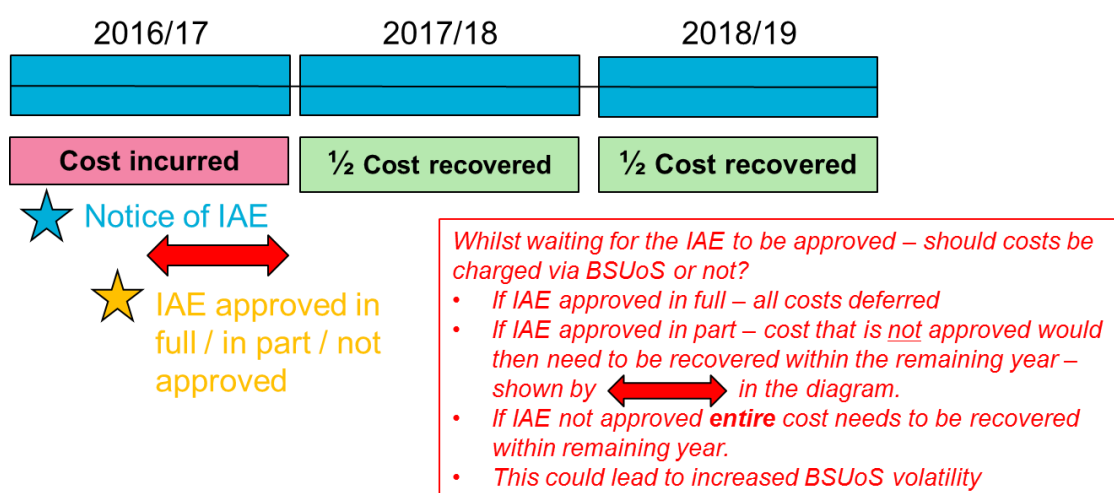 2016/17 2017/18 2018/19
Cost incurred ½ Cost recovered ½ Cost recovered
Notice of IAE
IAE approved in
full / in part / not
approved
Whilst waiting for the IAE to be approved – should costs be
charged via BSUoS or not?
• If IAE approved in full – all costs deferred
• If IAE approved in part – cost that is not approved would
then need to be recovered within the remaining year –
shown by in the diagram.
• If IAE not approved entire cost needs to be recovered
within remaining year.
• This could lead to increased BSUoS volatility